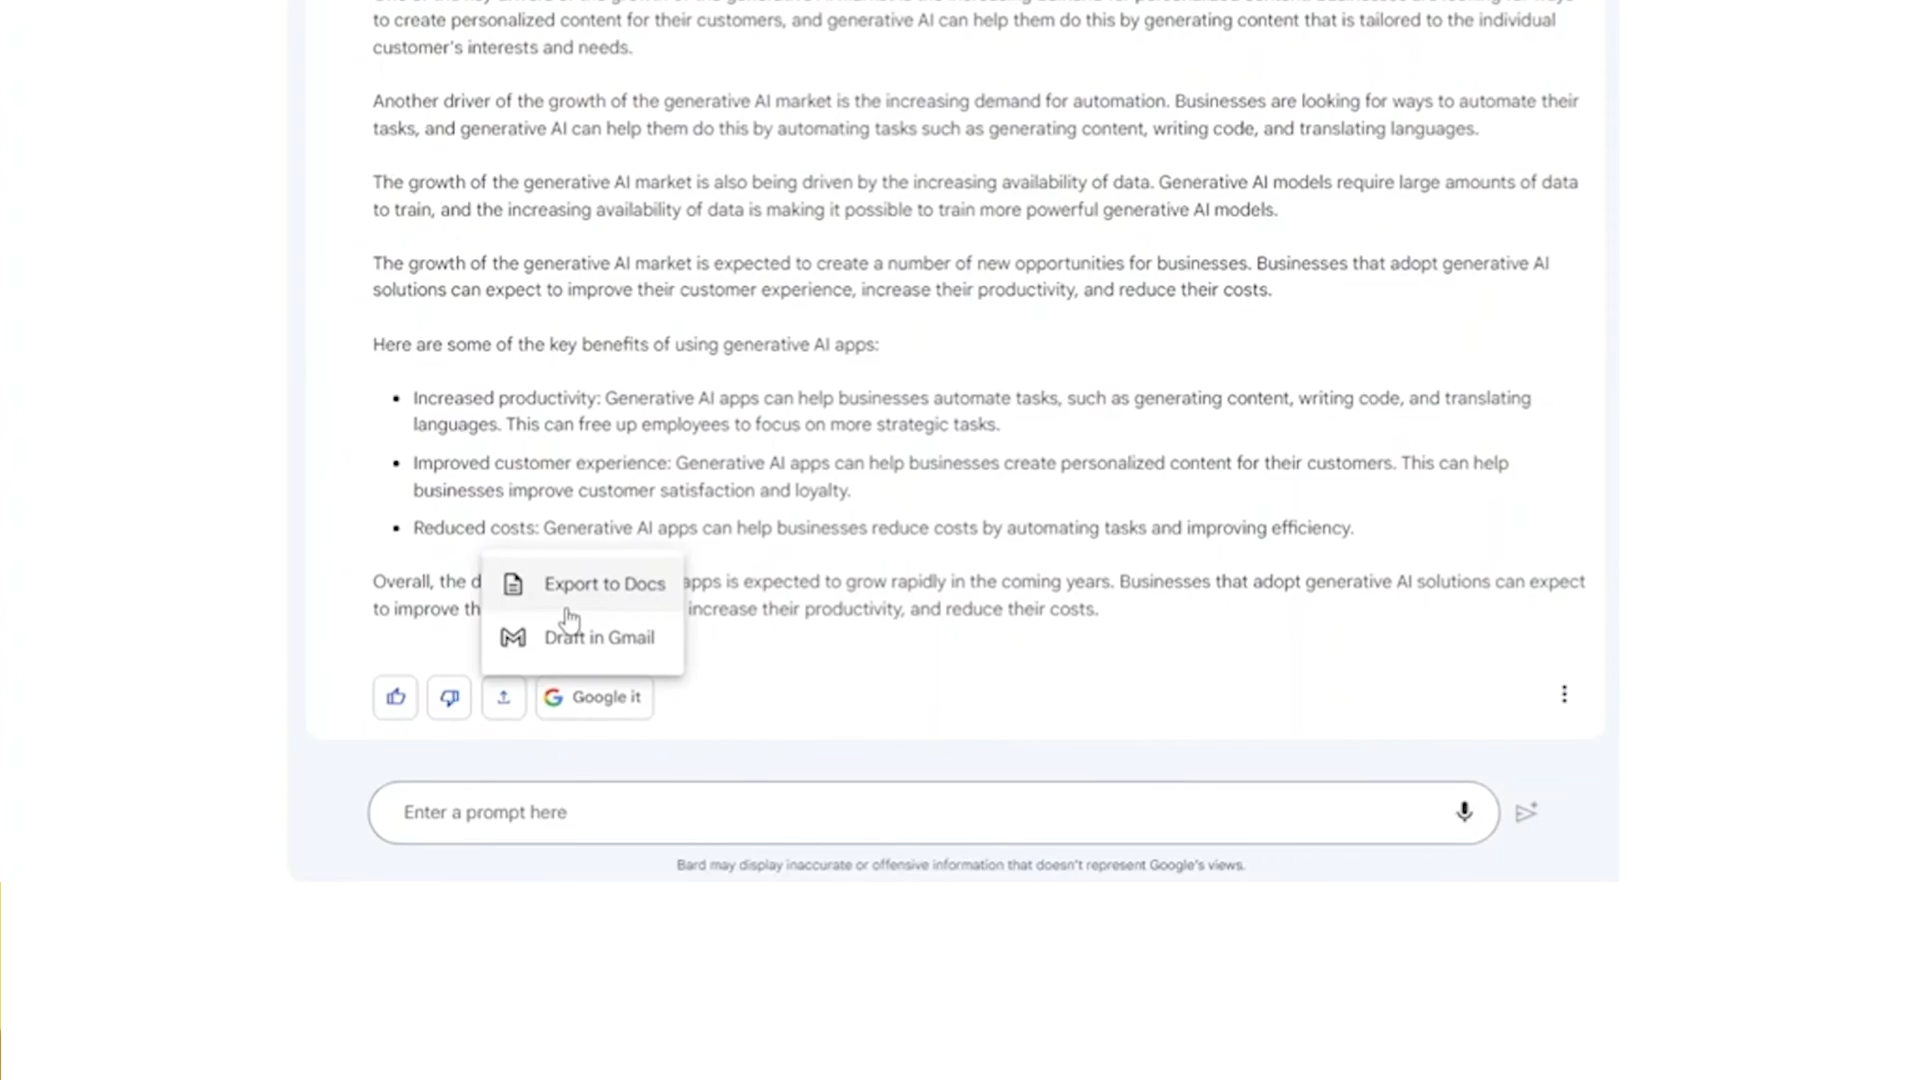 to create personalized content for their customers, and generative AI can help them do this by generating content that is tailored to the individual
customer's interests and needs.
Another driver of the growth of the generative AI market is the increasing demand for automation. Businesses are looking for ways to automate their
tasks, and generative AI can help them do this by automating tasks such as generating content, writing code, and translating languages.
The growth of the generative AI market is also being driven by the increasing availability of data. Generative AI models require large amounts of data
to train, and the increasing availability of data is making it possible to train more powerful generative AI models.
The growth of the generative AI market is expected to create a number of new opportunities for businesses. Businesses that adopt generative AI
solutions can expect to improve their customer experience, increase their productivity, and reduce their costs.
Here are some of the key benefits of using generative AI apps:
• Increased productivity: Generative AI apps can help businesses automate tasks, such as generating content, writing code, and translating
languages. This can free up employees to focus on more strategic tasks.
• Improved customer experience: Generative AI apps can help businesses create personalized content for their customers. This can help
businesses improve customer satisfaction and loyalty.
• Reduced costs: Generative AI apps can help businesses reduce costs by automating tasks and improving efficiency.
Overall, the d apps is expected to grow rapidly in the coming years. Businesses that adopt generative AI solutions can expect
to improve th increase their productivity, and reduce their costs.
Export to Docs
Draft in Gmail
Google it
Enter a prompt here
Bard may display inaccurate or offensive information that doesn't represent Google's views.